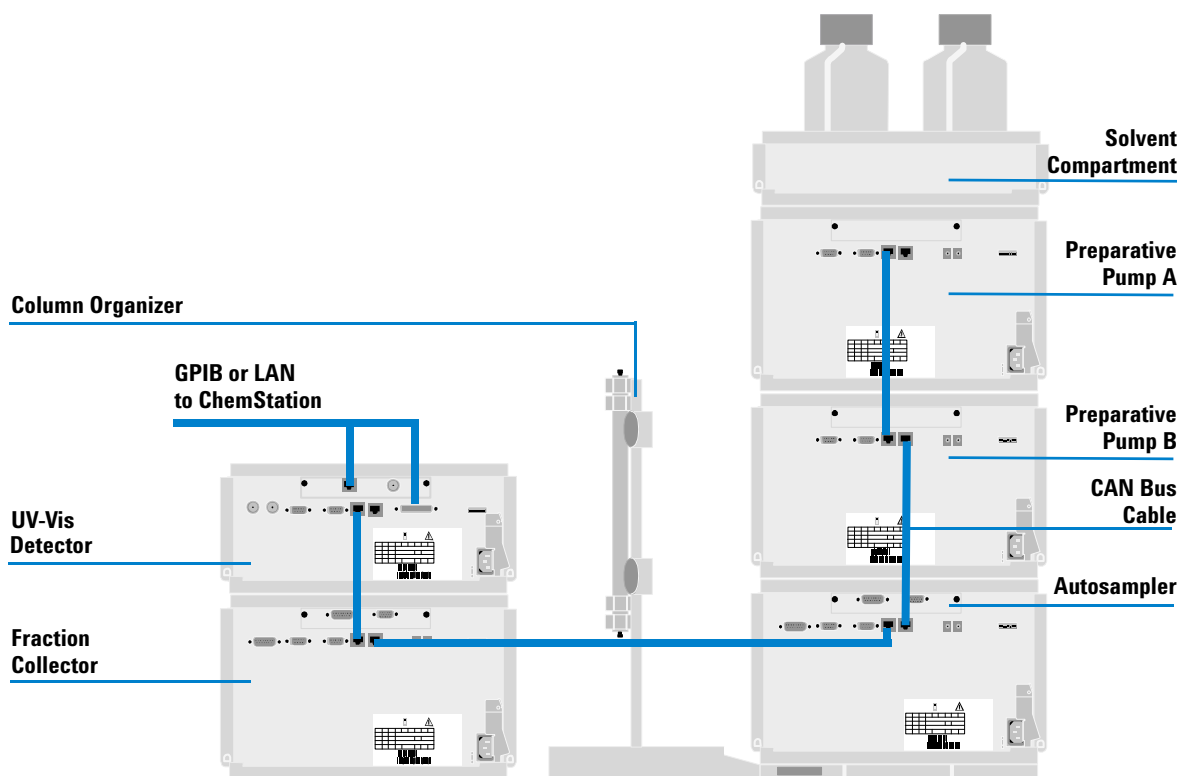 Solvent
Compartment
Preparative
Pump A
Column Organizer
GPIB or LAN
to ChemStation
Preparative
Pump B
CAN Bus
Cable
UV-Vis
Detector
Autosampler
Fraction
Collector